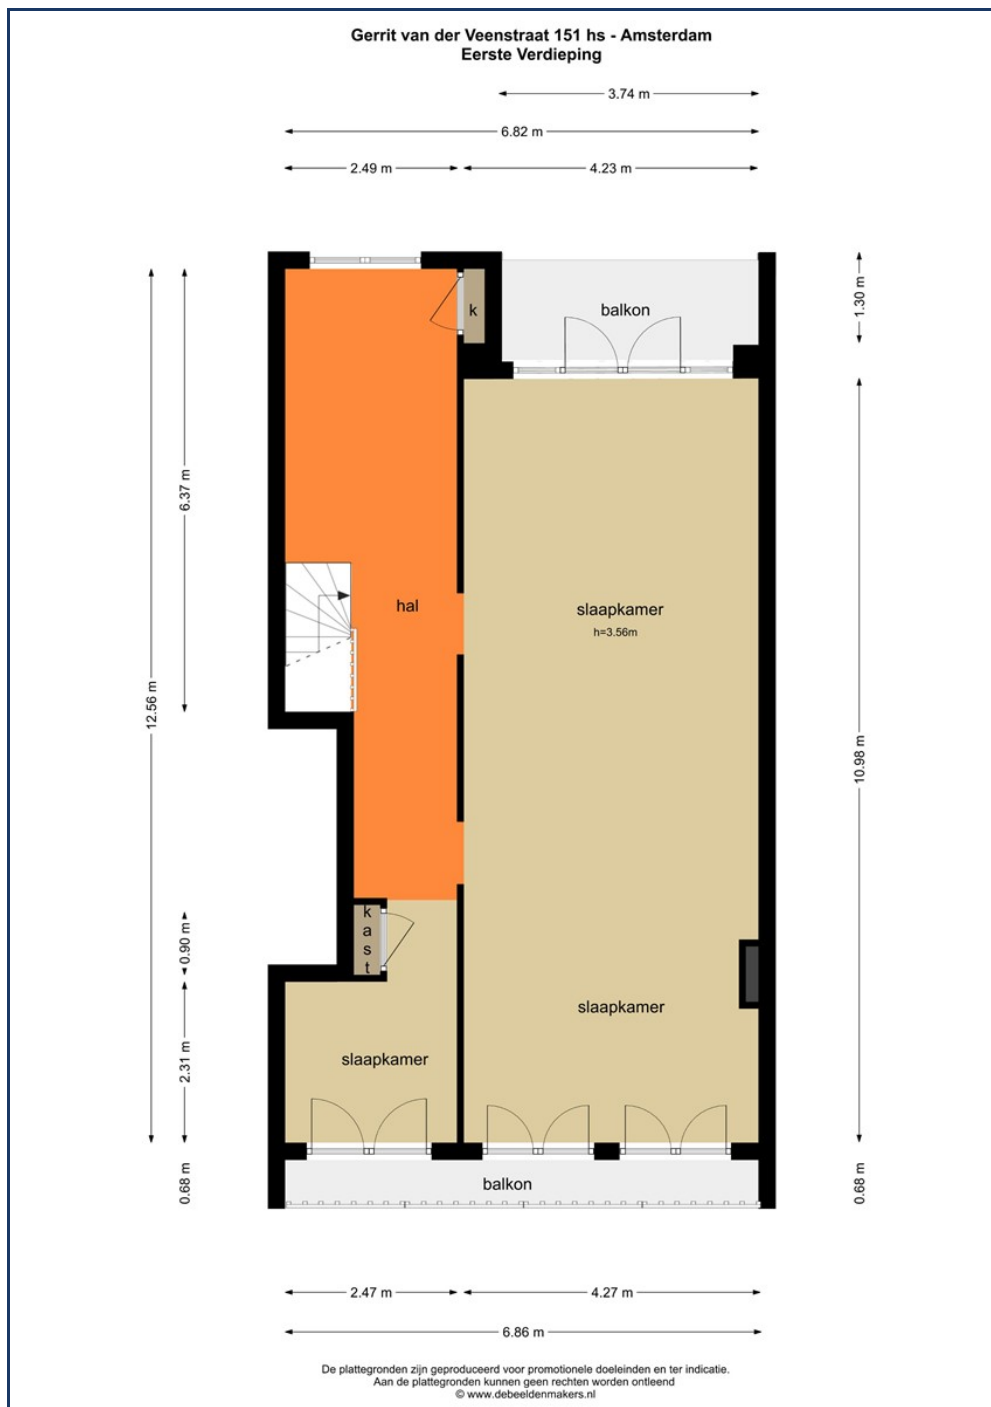 Gerrit van der Veenstraat 151 hs - Amsterdam
Eerste Verdieping
3.74 m
6.82 m
2.49 m
4.23 m
k
balkon
1.30 m
6.37 m
hal
slaapkamer
h=3.56m
12.56 m
10.98 m
kast
0.90 m
slaapkamer
2.31 m
slaapkamer
0.68 m
balkon
0.68 m
2.47 m
4.27 m
6.86 m
De plattegronden zijn geproduceerd voor promotionele doeleinden en ter indicatie.
Aan de plattegronden kunnen geen rechten worden ontleend
© www.debeeldenmakers.nl